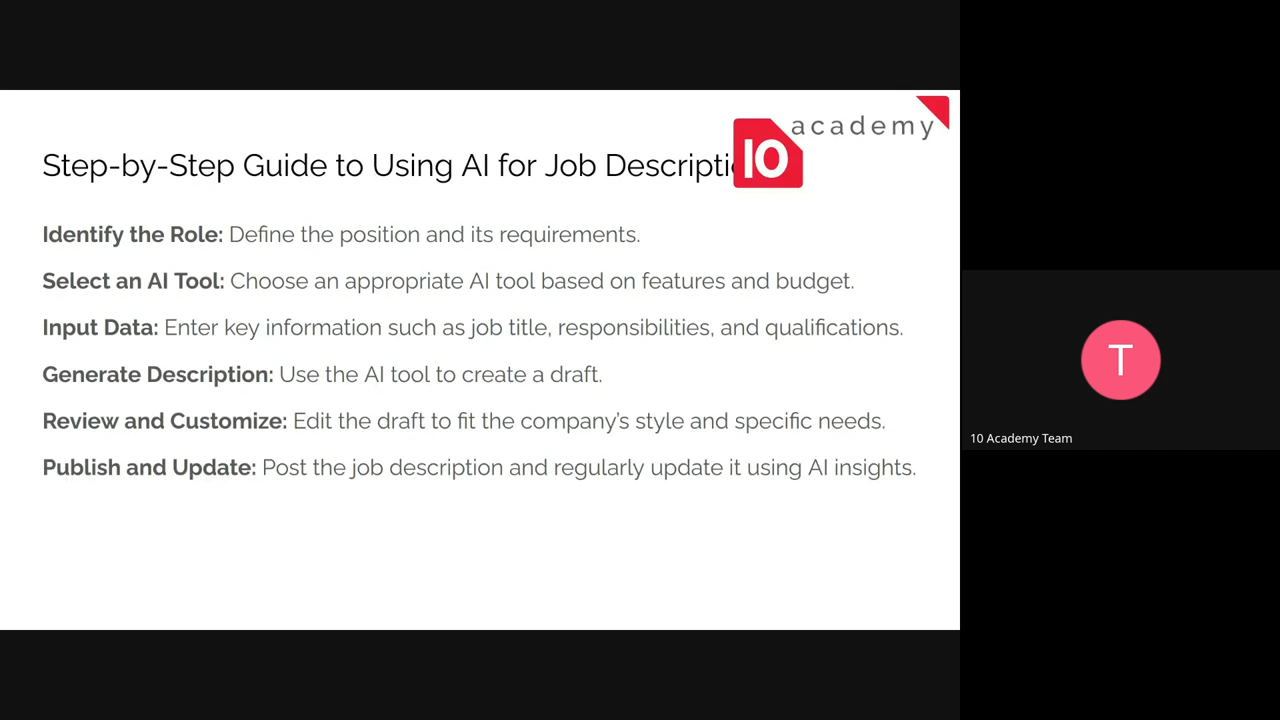 academy
10
Step-by-Step Guide to Using AI for Job
Identify the Role: Define the position and its requirements.
Select an AI Tool: Choose an appropriate AI tool based on features and budget.
Input Data: Enter key information such as job title, responsibilities, and qualifications.
Generate Description: Use the AI tool to create a draft.
Review and Customize: Edit the draft to fit the company’s style and specific needs.
Publish and Update: Post the job description and regularly update it using AI insights.
T
10 Academy Team